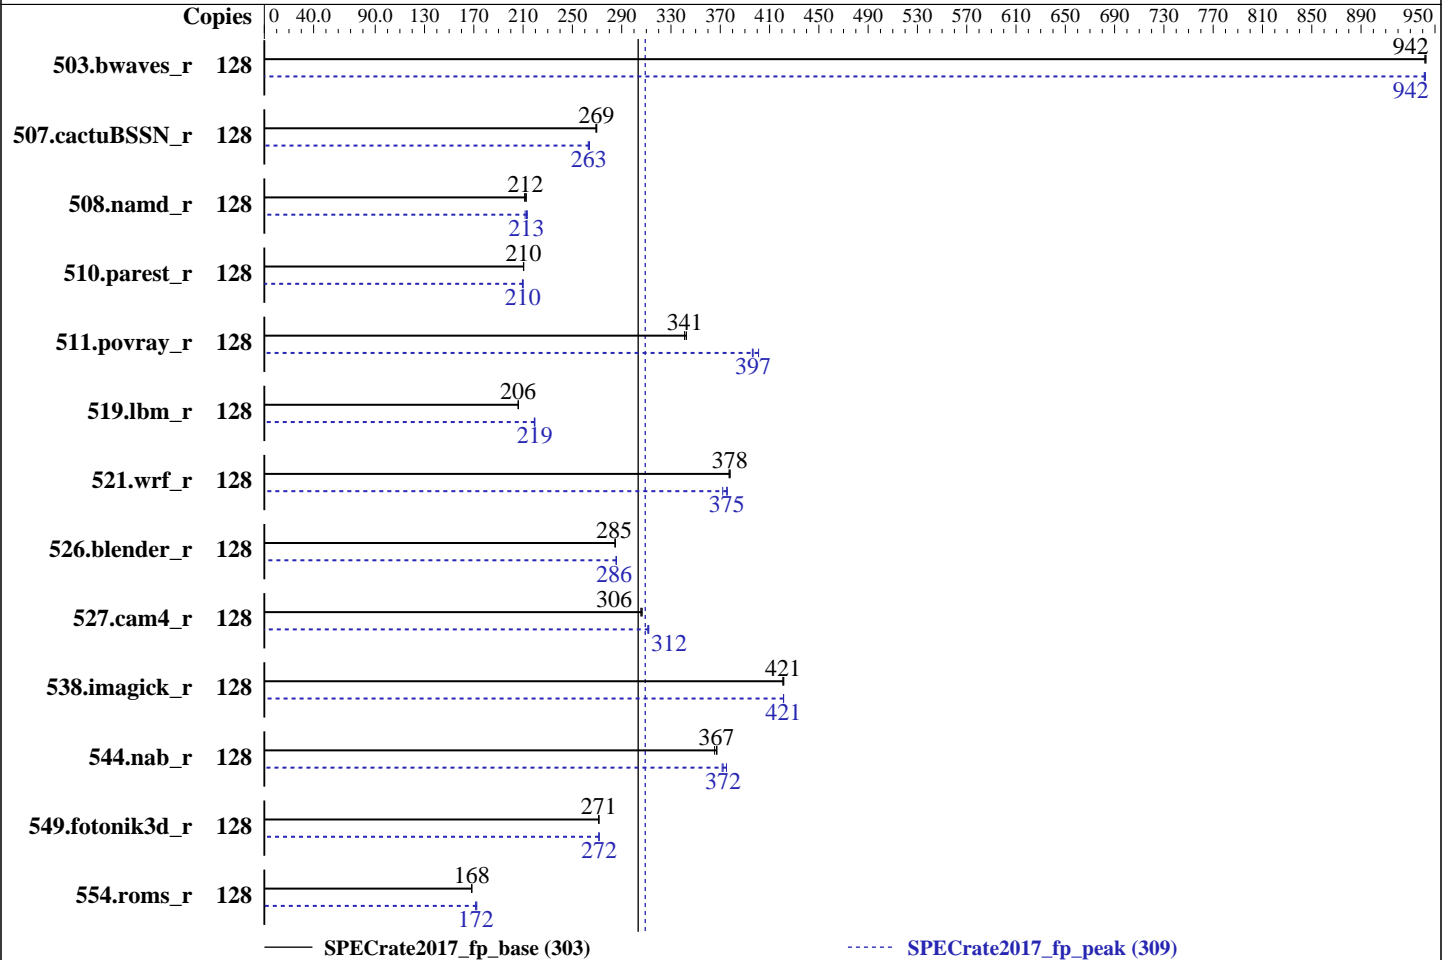 Copies 0 40.0 90.0 130 170 210 250 290 330 370 410 450 490 530 570 610 650 690 730 770 810 850 890 950
942
503.bwaves_r 128
942
269
507.cactuBSSN_r 128
263
212
508.namd_r 128
213
210
510.parest_r 128
210
341
511.povray_r 128
397
206
519.lbm_r 128
219
378
521.wrf_r 128
375
285
526.blender_r 128
286
306
527.cam4_r 128
312
421
538.imagick_r 128
421
367
544.nab_r 128
372
271
549.fotonik3d_r 128
272
168
554.roms_r 128
172
SPECrate2017_fp_base (303) SPECrate2017_fp_peak (309)